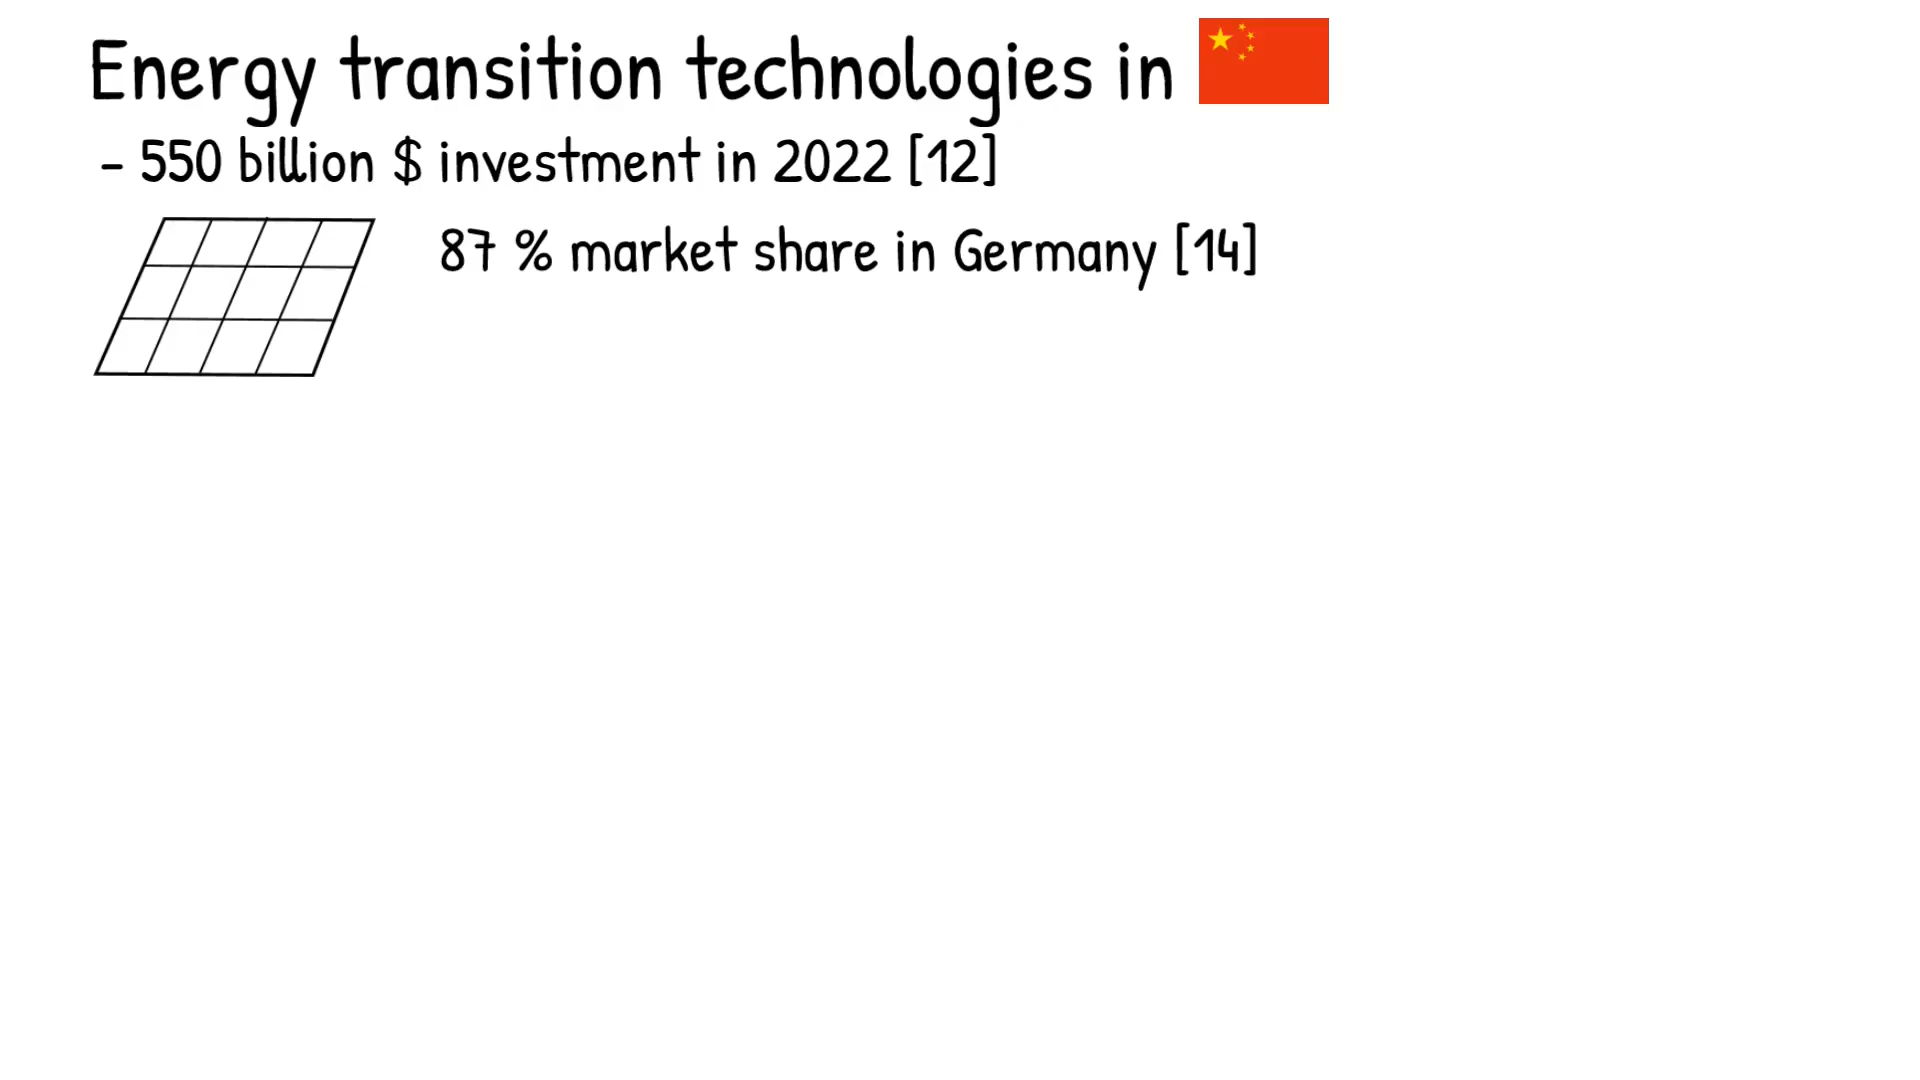 Energy transition technologies in
- 550 billion $ investment in 2022 [12]
87 % market share in Germany [14]